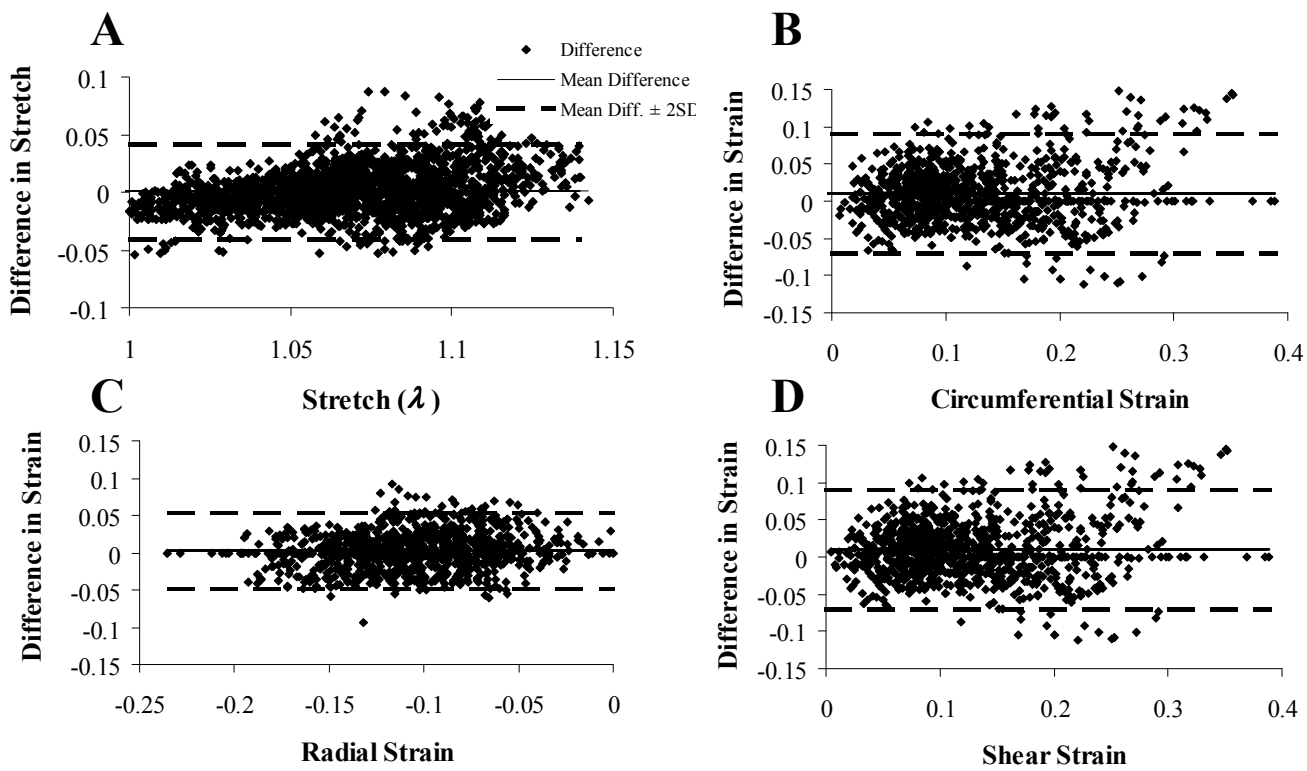 A
Difference
Mean Difference
Mean Diff. ± 2SD
Difference in Stretch
0.1
0.05
0
-0.05
-0.1
1 1.05 1.1 1.15
Stretch (λ)
B
Difference in Strain
0.15
0.1
0.05
0
-0.05
-0.1
-0.15
0 0.1 0.2 0.3 0.4
Circumferential Strain
C
Difference in Strain
0.15
0.1
0.05
0
-0.05
-0.1
-0.15
-0.25 -0.2 -0.15 -0.1 -0.05 0
Radial Strain
D
Difference in Strain
0.15
0.1
0.05
0
-0.05
-0.1
-0.15
0 0.1 0.2 0.3 0.4
Shear Strain